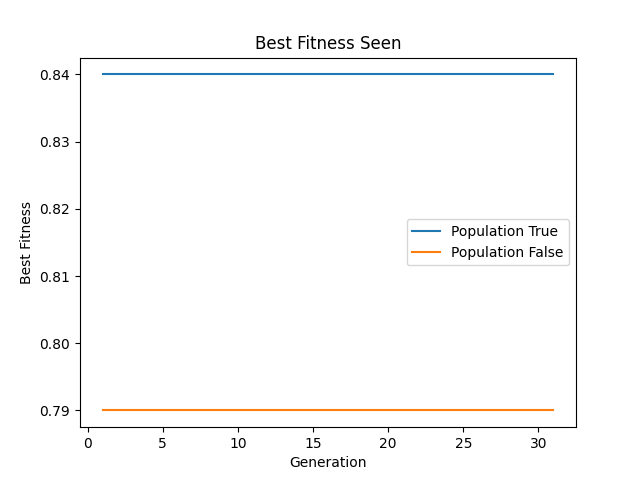 Best Fitness Seen
Best Fitness
0.84
0.83
0.82
0.81
0.80
0.79
Population True
Population False
0 5 10 15 20 25 30
Generation